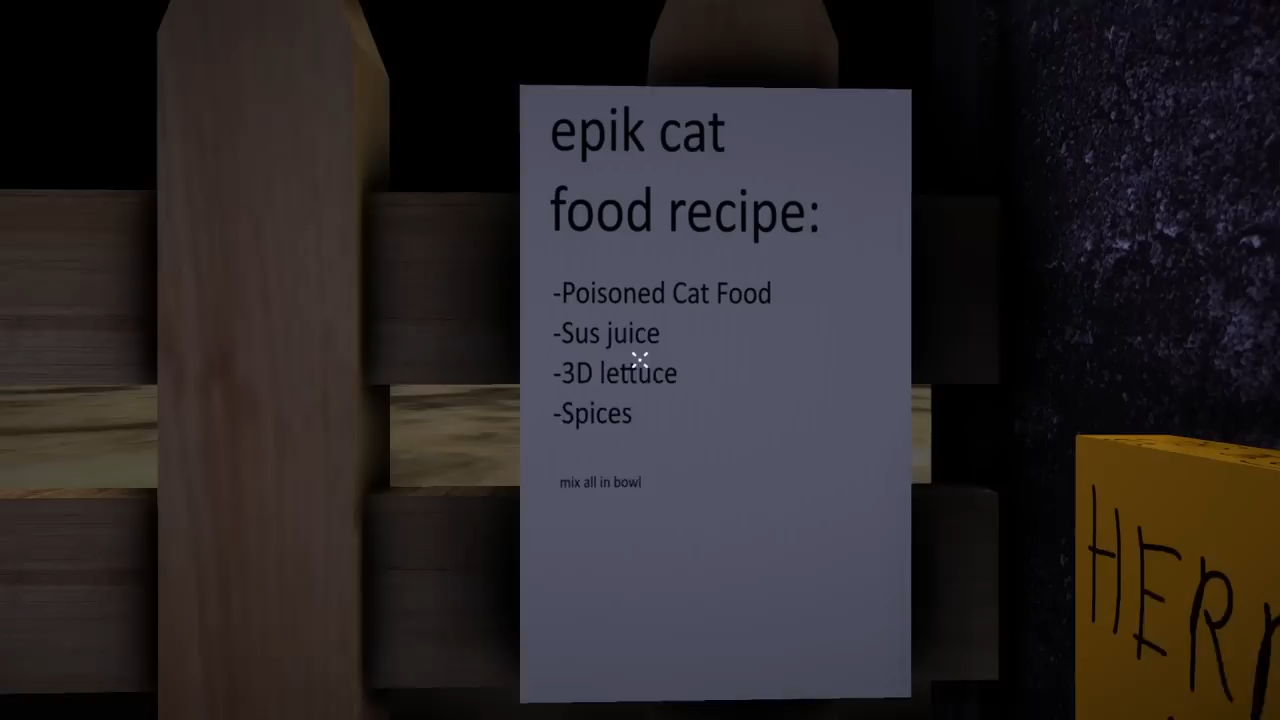 epik cat
food recipe:
-Poisoned Cat Food
-Sus juice
-3D lettuce
-Spices
mix all in bowl